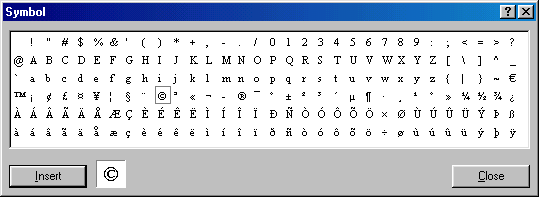 Symbol
! " # $ % & ' ( ) * + , - . / 0 1 2 3 4 5 6 7 8 9 : ; < = > ?
@ A B C D E F G H I J K L M N O P Q R S T U V W X Y Z [ \ ] ^ _
` a b c d e f g h i j k l m n o p q r s t u v w x y z { | } ~ €
™ ¡ ¢ £ ¤ ¥ ¦ § ¨ © ª « ¬ - ® ¯ ° ± ² ³ ´ µ ¶ · ¸ ¹ º » ¼ ½ ¾ ¿
À Á Â Ã Ä Å Æ Ç È É Ê Ë Ì Í Î Ï Ð Ñ Ò Ó Ô Õ Ö × Ø Ù Ú Û Ü Ý Þ ß
à á â ã ä å æ ç è é ê ë ì í î ï ð ñ ò ó ô õ ö ÷ ø ù ú û ü ý þ ÿ
Insert © Close